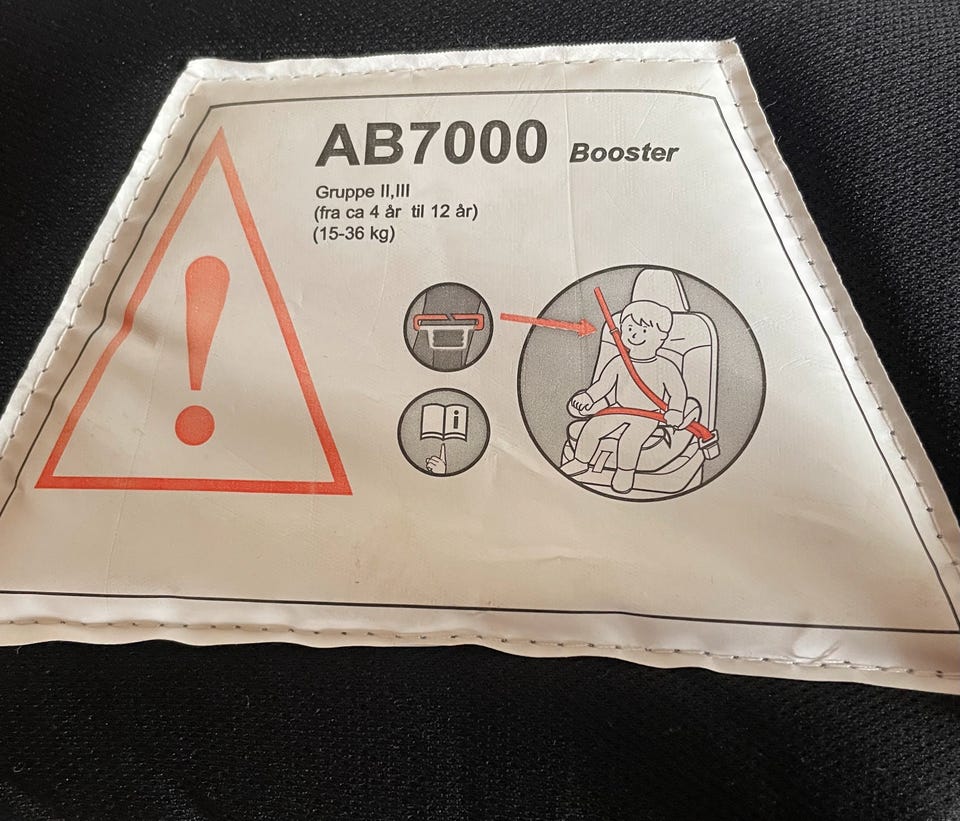 AB7000 Booster
Gruppe II,III
(fra ca 4 år til 12 år)
(15-36 kg)
i